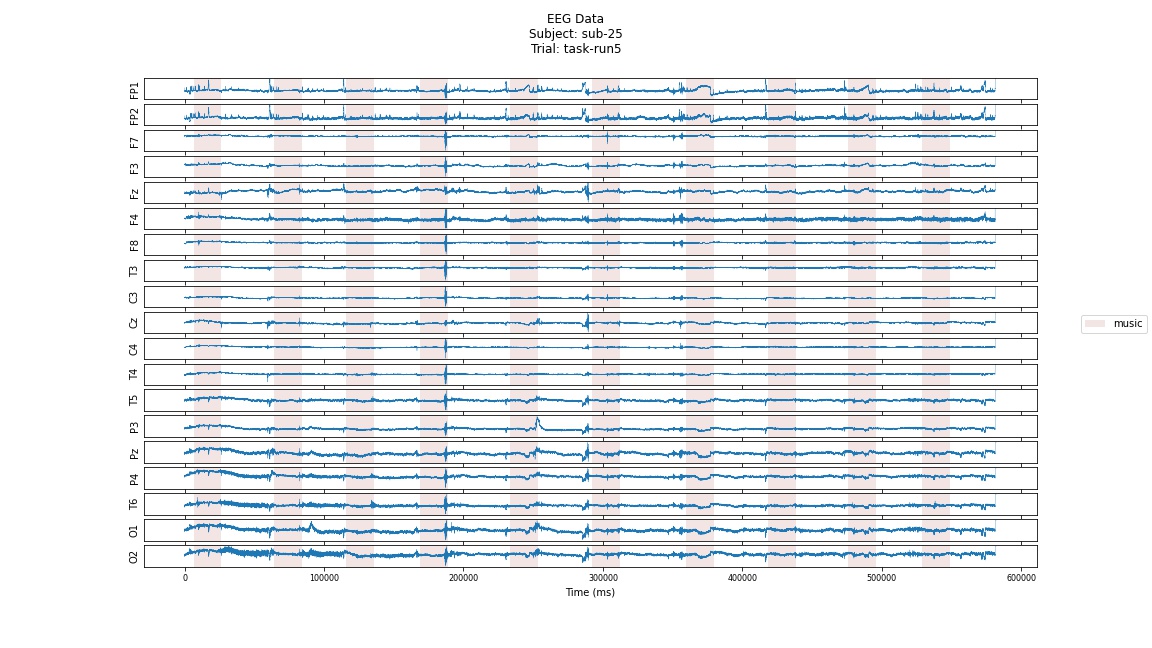 EEG Data
Subject: sub-25
Trial: task-run5
FP1
FP2
F7
F3
Fz
F4
F8
T3
C3
Cz
C4
T4
T5
P3
Pz
P4
T6
O1
O2
music
0 100000 200000 300000 400000 500000 600000
Time (ms)